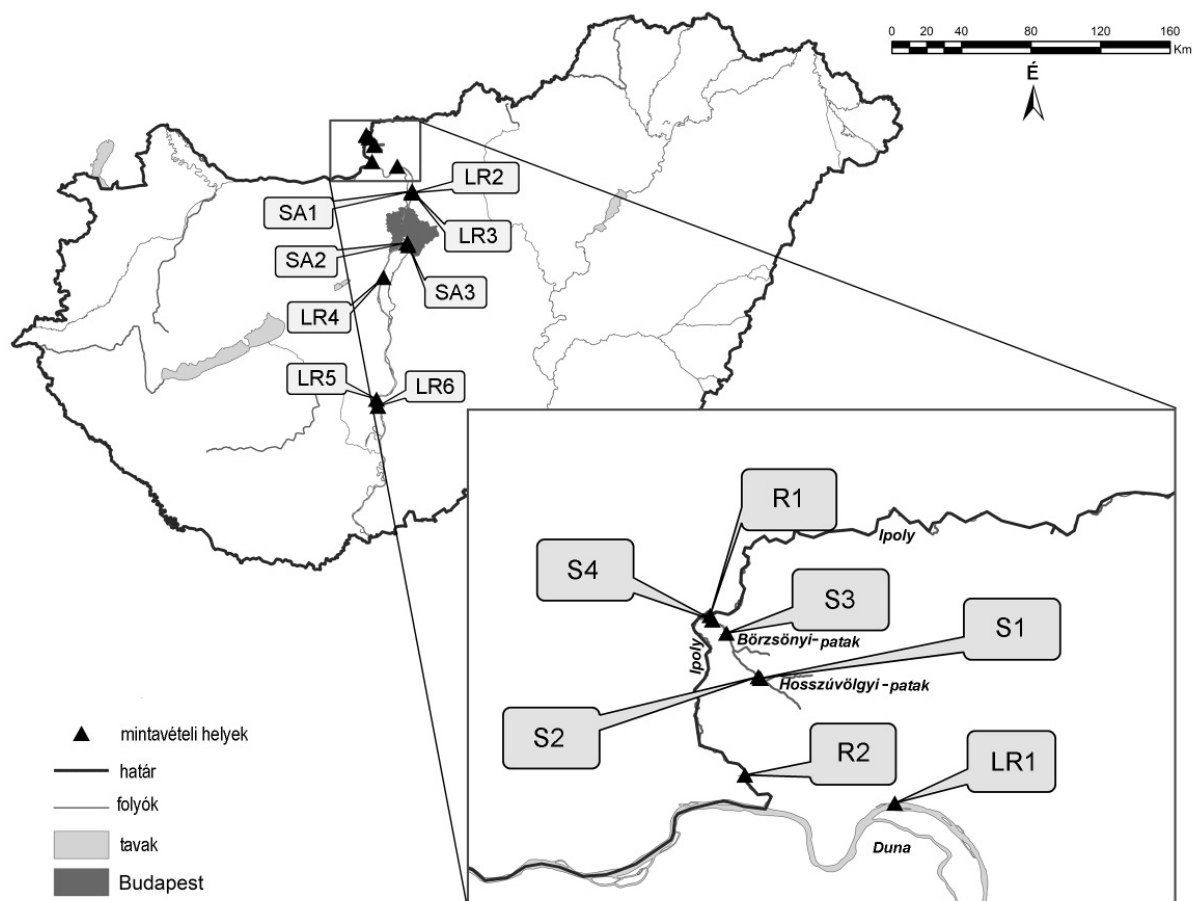 0 20 40 80 120 160
Km
É
LR2
SA1
LR3
SA2
SA3
LR4
LR5
LR6
R1
Ipoly
S4
S3
S1
Börzsönyi-patak
Ipoly
Hosszúvölgyi-patak
S2
R2
LR1
Duna
mintavételi helyek
határ
folyók
tavak
Budapest